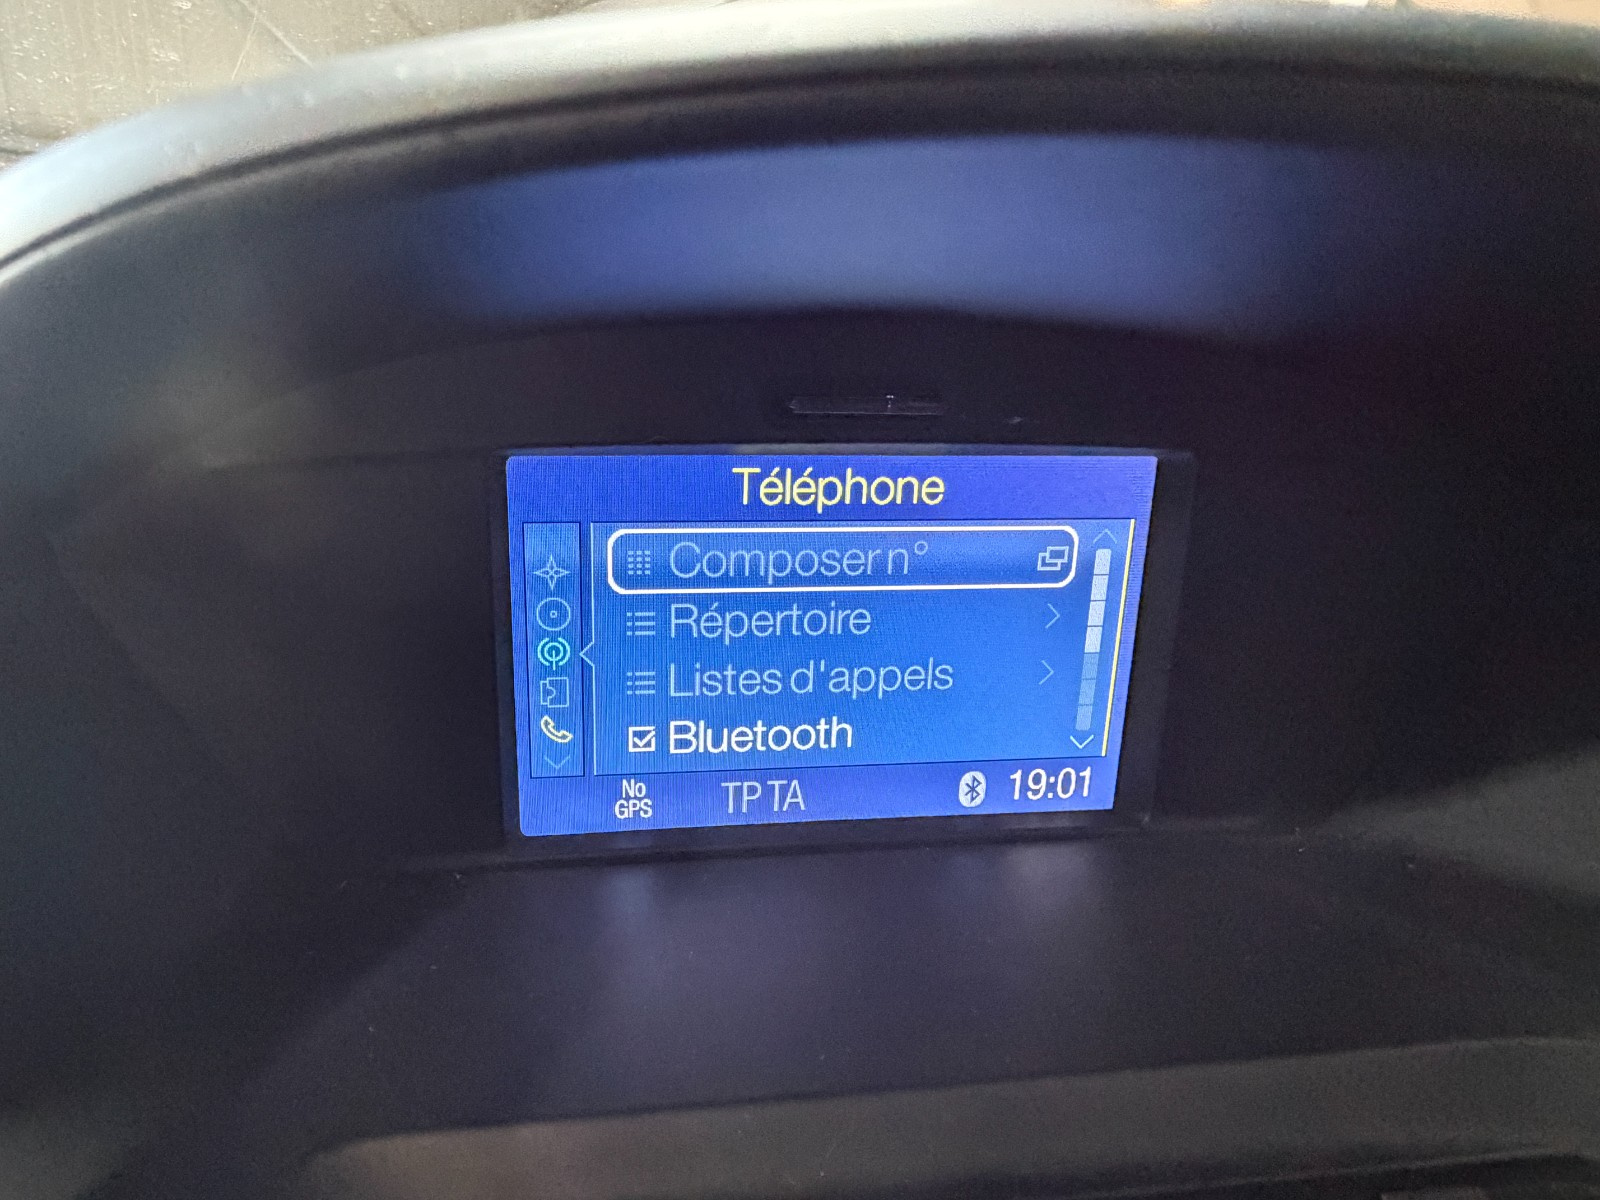 Téléphone
Composer n°
Répertoire
Listes d'appels
Bluetooth
No GPS
TP TA
19:01